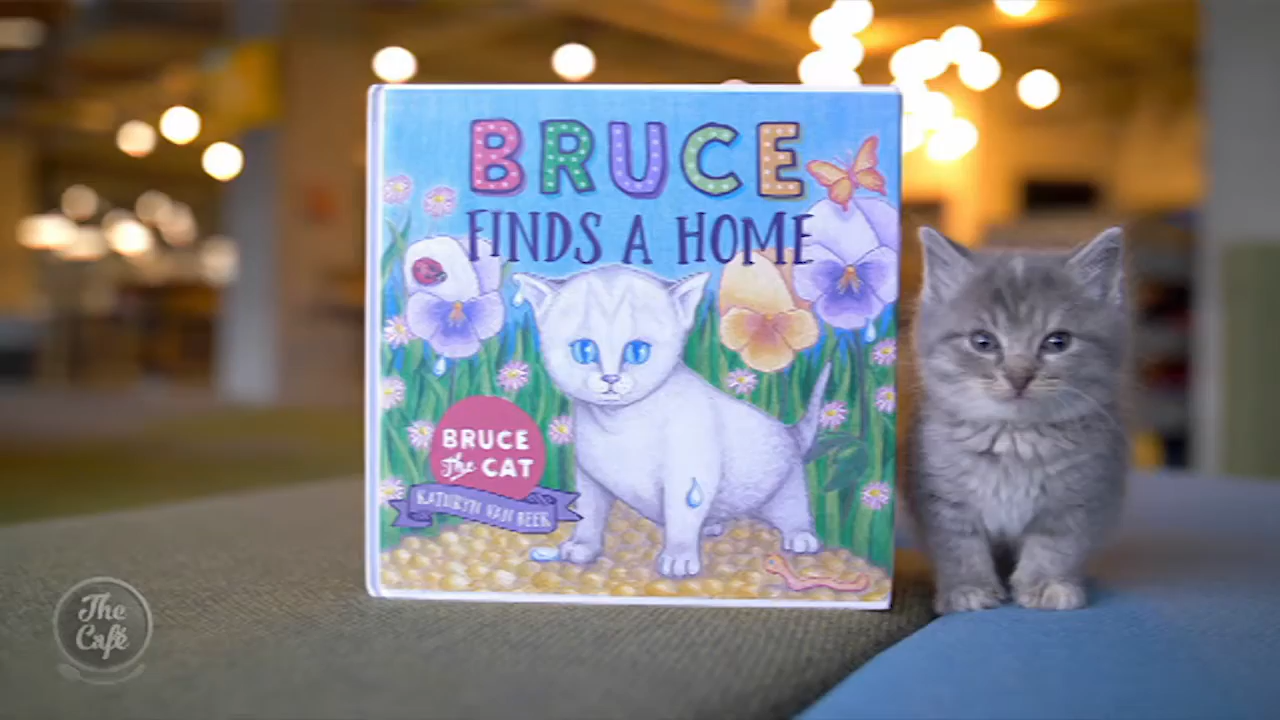 BRUCE
FINDS A HOME
BRUCE
the CAT
KATHRYN VAN BEEK
The
Café